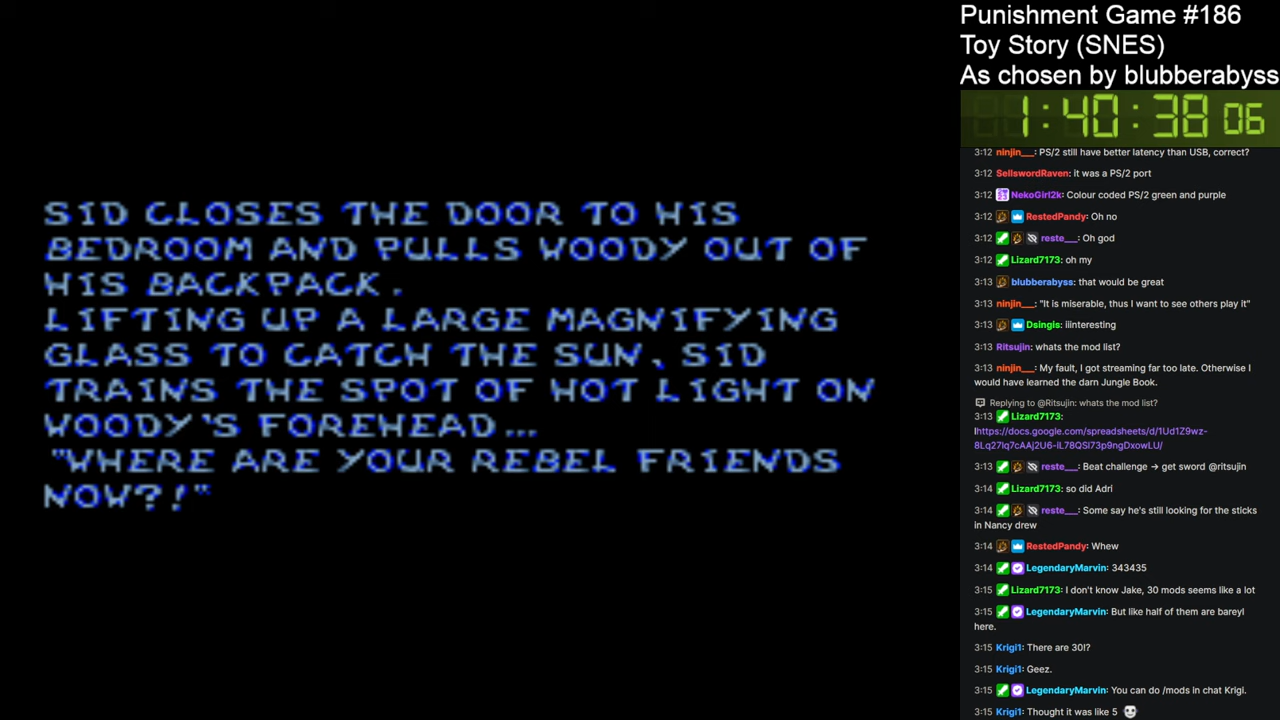 SID CLOSES THE DOOR TO HIS
BEDROOM AND PULLS WOODY OUT OF
HIS BACKPACK.
LIFTING UP A LARGE MAGNIFYING
GLASS TO CATCH THE SUN, SID
TRAINS THE SPOT OF HOT LIGHT ON
WOODY'S FOREHEAD...
"WHERE ARE YOUR REBEL FRIENDS
NOW?!"
Punishment Game #186
Toy Story (SNES)
As chosen by blubberabyss
1:40:38 06
3:12 ninjin___: PS/2 still have better latency than USB, correct?
3:12 SellswordRaven: it was a PS/2 port
3:12 NekoGirl2k: Colour coded PS/2 green and purple
3:12 RestedPandy: Oh no
3:12 reste___: Oh god
3:12 Lizard7173: oh my
3:13 blubberabyss: that would be great
3:13 ninjin___: "It is miserable, thus I want to see others play it"
3:13 Dsingis: iiinteresting
3:13 Ritsujin: whats the mod list?
3:13 ninjin___: My fault, I got streaming far too late. Otherwise I
would have learned the darn Jungle Book.
Replying to @Ritsujin: whats the mod list?
3:13 Lizard7173:
lhttps://docs.google.com/spreadsheets/d/1Ud1Z9wz-
8Lq27lq7cAAj2U6-iL78QSl73p9ngDxowLU/
3:13 reste___: Beat challenge → get sword @ritsujin
3:14 Lizard7173: so did Adri
3:14 reste___: Some say he's still looking for the sticks
in Nancy drew
3:14 RestedPandy: Whew
3:14 LegendaryMarvin: 343435
3:15 Lizard7173: I don't know Jake, 30 mods seems like a lot
3:15 LegendaryMarvin: But like half of them are bareyl
here.
3:15 Krigi1: There are 30!?
3:15 Krigi1: Geez.
3:15 LegendaryMarvin: You can do /mods in chat Krigi.
3:15 Krigi1: Thought it was like 5